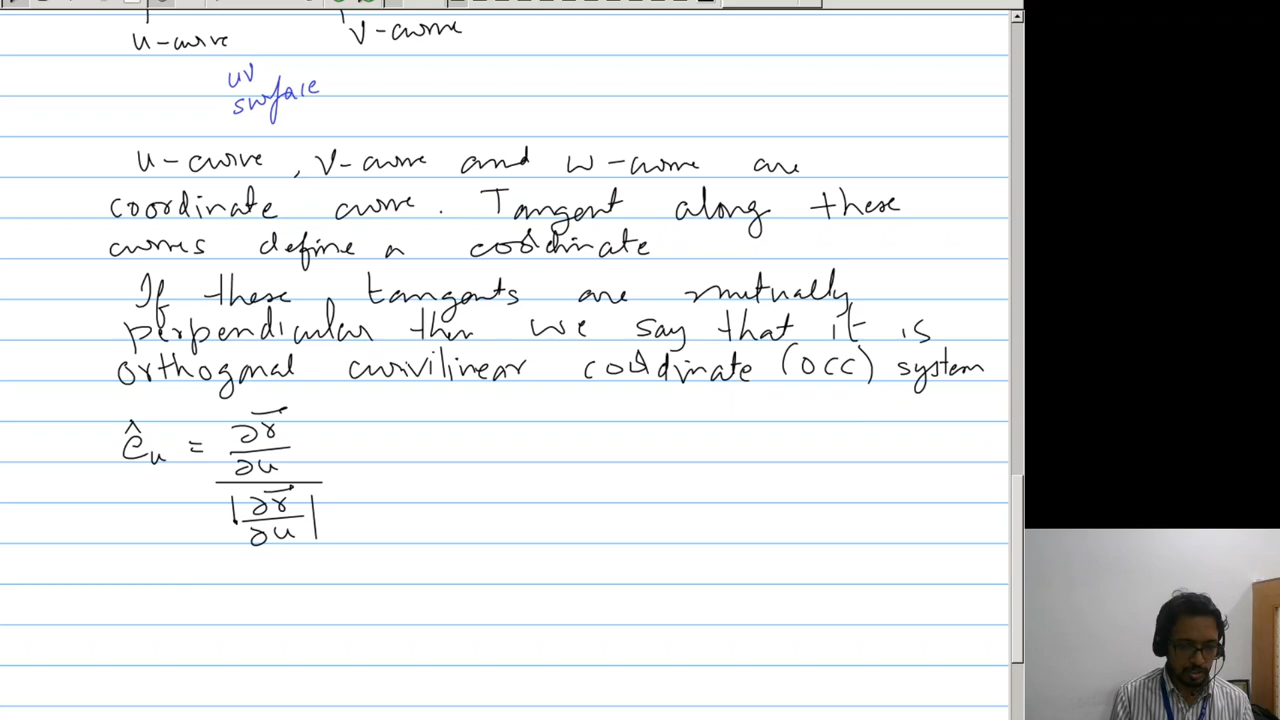 u-curve
v-curve
uv
surface
u-curve, v-curve and w-curve are
coordinate curve. Tangent along these
curves define a coordinate
If these tangents are mutually
perpendicular then we say that it is
orthogonal curvilinear coordinate (OCC) system
ê_u = (∂r⃗/∂u) / |∂r⃗/∂u|